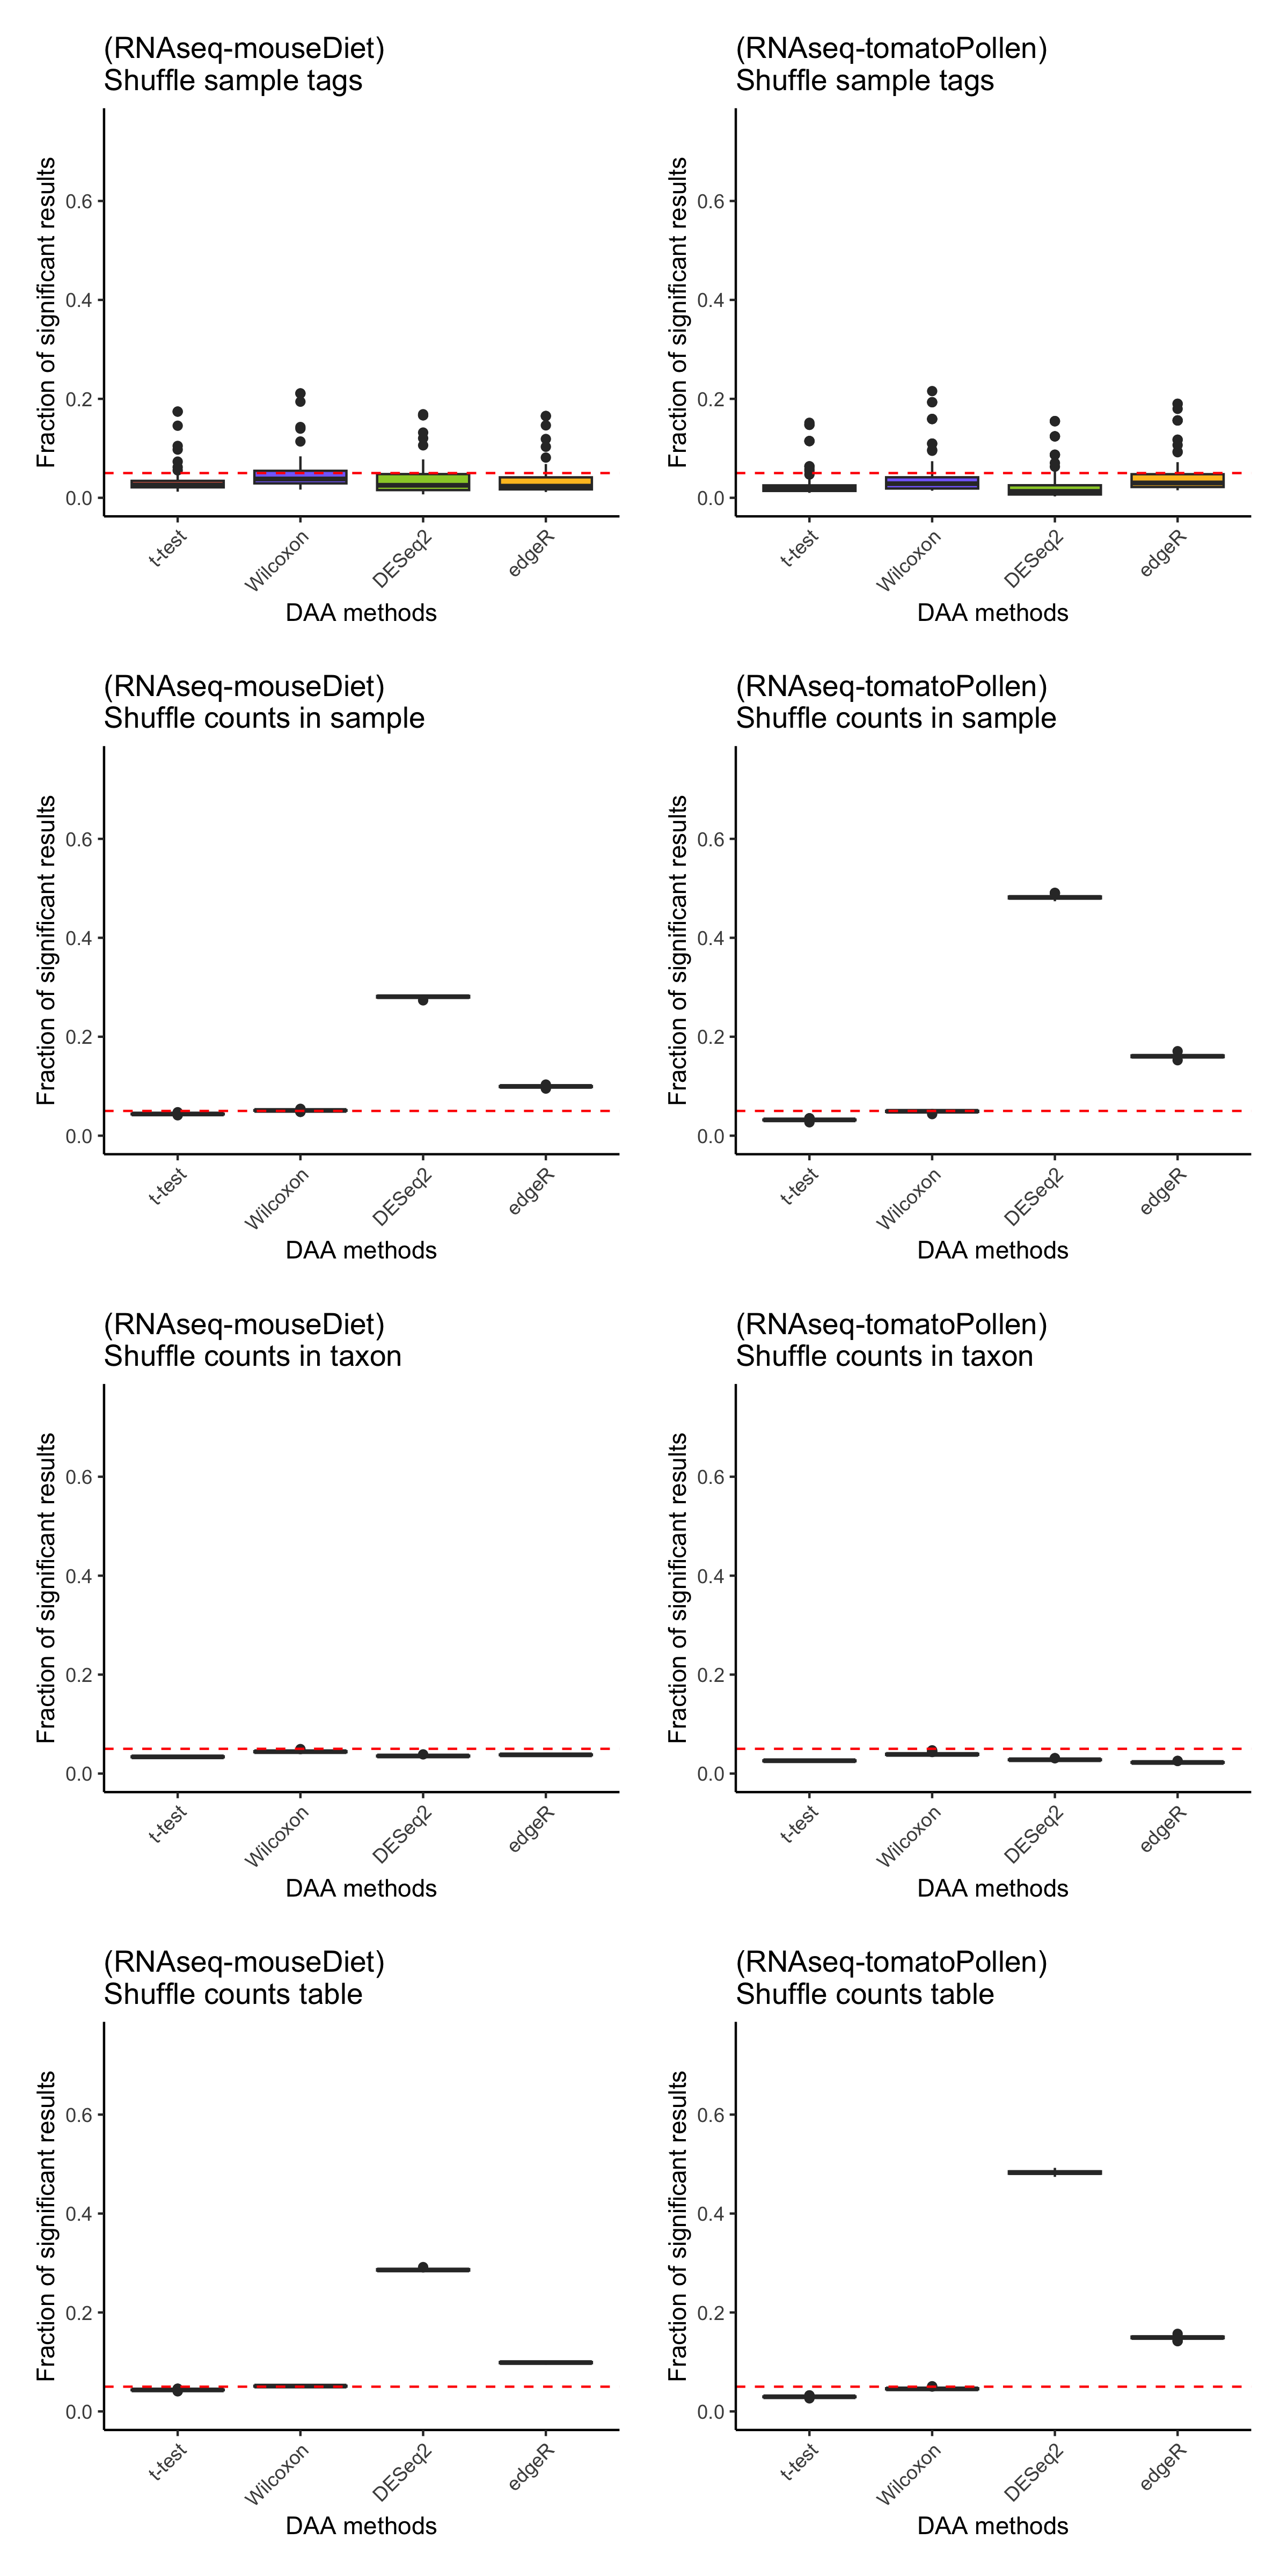 (RNAseq-mouseDiet)
Shuffle sample tags
Fraction of significant results
0.6
0.4
0.2
0.0
t-test
Wilcoxon
DESeq2
edgeR
DAA methods
(RNAseq-tomatoPollen)
Shuffle sample tags
Fraction of significant results
0.6
0.4
0.2
0.0
t-test
Wilcoxon
DESeq2
edgeR
DAA methods
(RNAseq-mouseDiet)
Shuffle counts in sample
Fraction of significant results
0.6
0.4
0.2
0.0
t-test
Wilcoxon
DESeq2
edgeR
DAA methods
(RNAseq-tomatoPollen)
Shuffle counts in sample
Fraction of significant results
0.6
0.4
0.2
0.0
t-test
Wilcoxon
DESeq2
edgeR
DAA methods
(RNAseq-mouseDiet)
Shuffle counts in taxon
Fraction of significant results
0.6
0.4
0.2
0.0
t-test
Wilcoxon
DESeq2
edgeR
DAA methods
(RNAseq-tomatoPollen)
Shuffle counts in taxon
Fraction of significant results
0.6
0.4
0.2
0.0
t-test
Wilcoxon
DESeq2
edgeR
DAA methods
(RNAseq-mouseDiet)
Shuffle counts table
Fraction of significant results
0.6
0.4
0.2
0.0
t-test
Wilcoxon
DESeq2
edgeR
DAA methods
(RNAseq-tomatoPollen)
Shuffle counts table
Fraction of significant results
0.6
0.4
0.2
0.0
t-test
Wilcoxon
DESeq2
edgeR
DAA methods